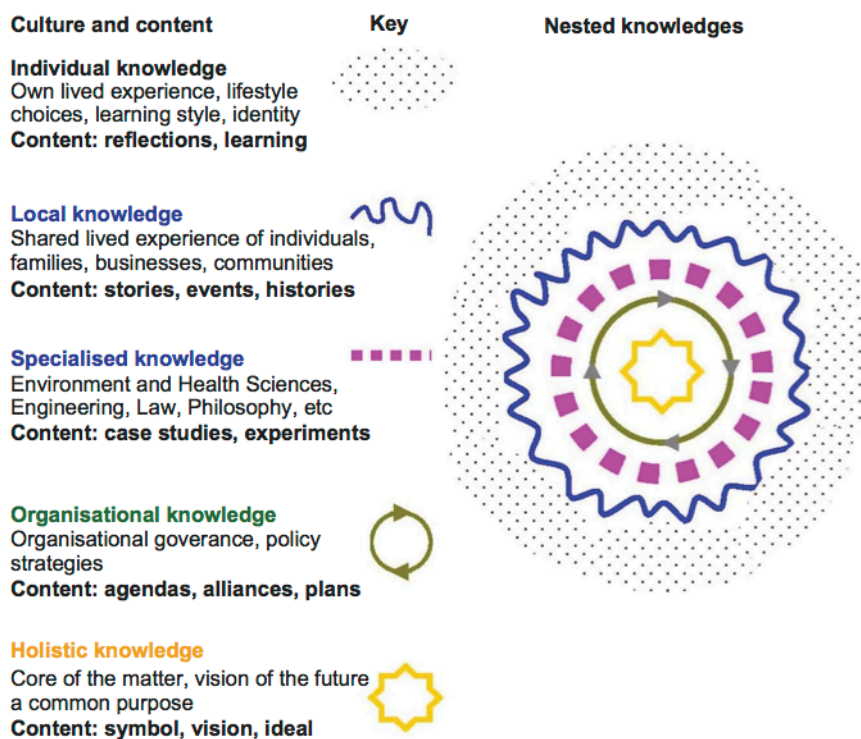 Culture and content Key Nested knowledges
Individual knowledge
Own lived experience, lifestyle
choices, learning style, identity
Content: reflections, learning
Local knowledge
Shared lived experience of individuals,
families, businesses, communities
Content: stories, events, histories
Specialised knowledge
Environment and Health Sciences,
Engineering, Law, Philosophy, etc
Content: case studies, experiments
Organisational knowledge
Organisational goverance, policy
strategies
Content: agendas, alliances, plans
Holistic knowledge
Core of the matter, vision of the future
a common purpose
Content: symbol, vision, ideal